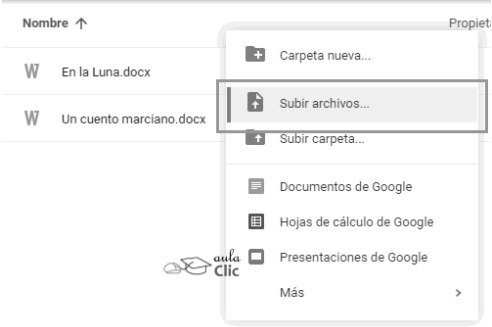 Nombre ↑ Propieta
Carpeta nueva...
En la Luna.docx
Subir archivos...
Un cuento marciano.docx
Subir carpeta...
Documentos de Google
Hojas de cálculo de Google
aula
Clic
Presentaciones de Google
Más